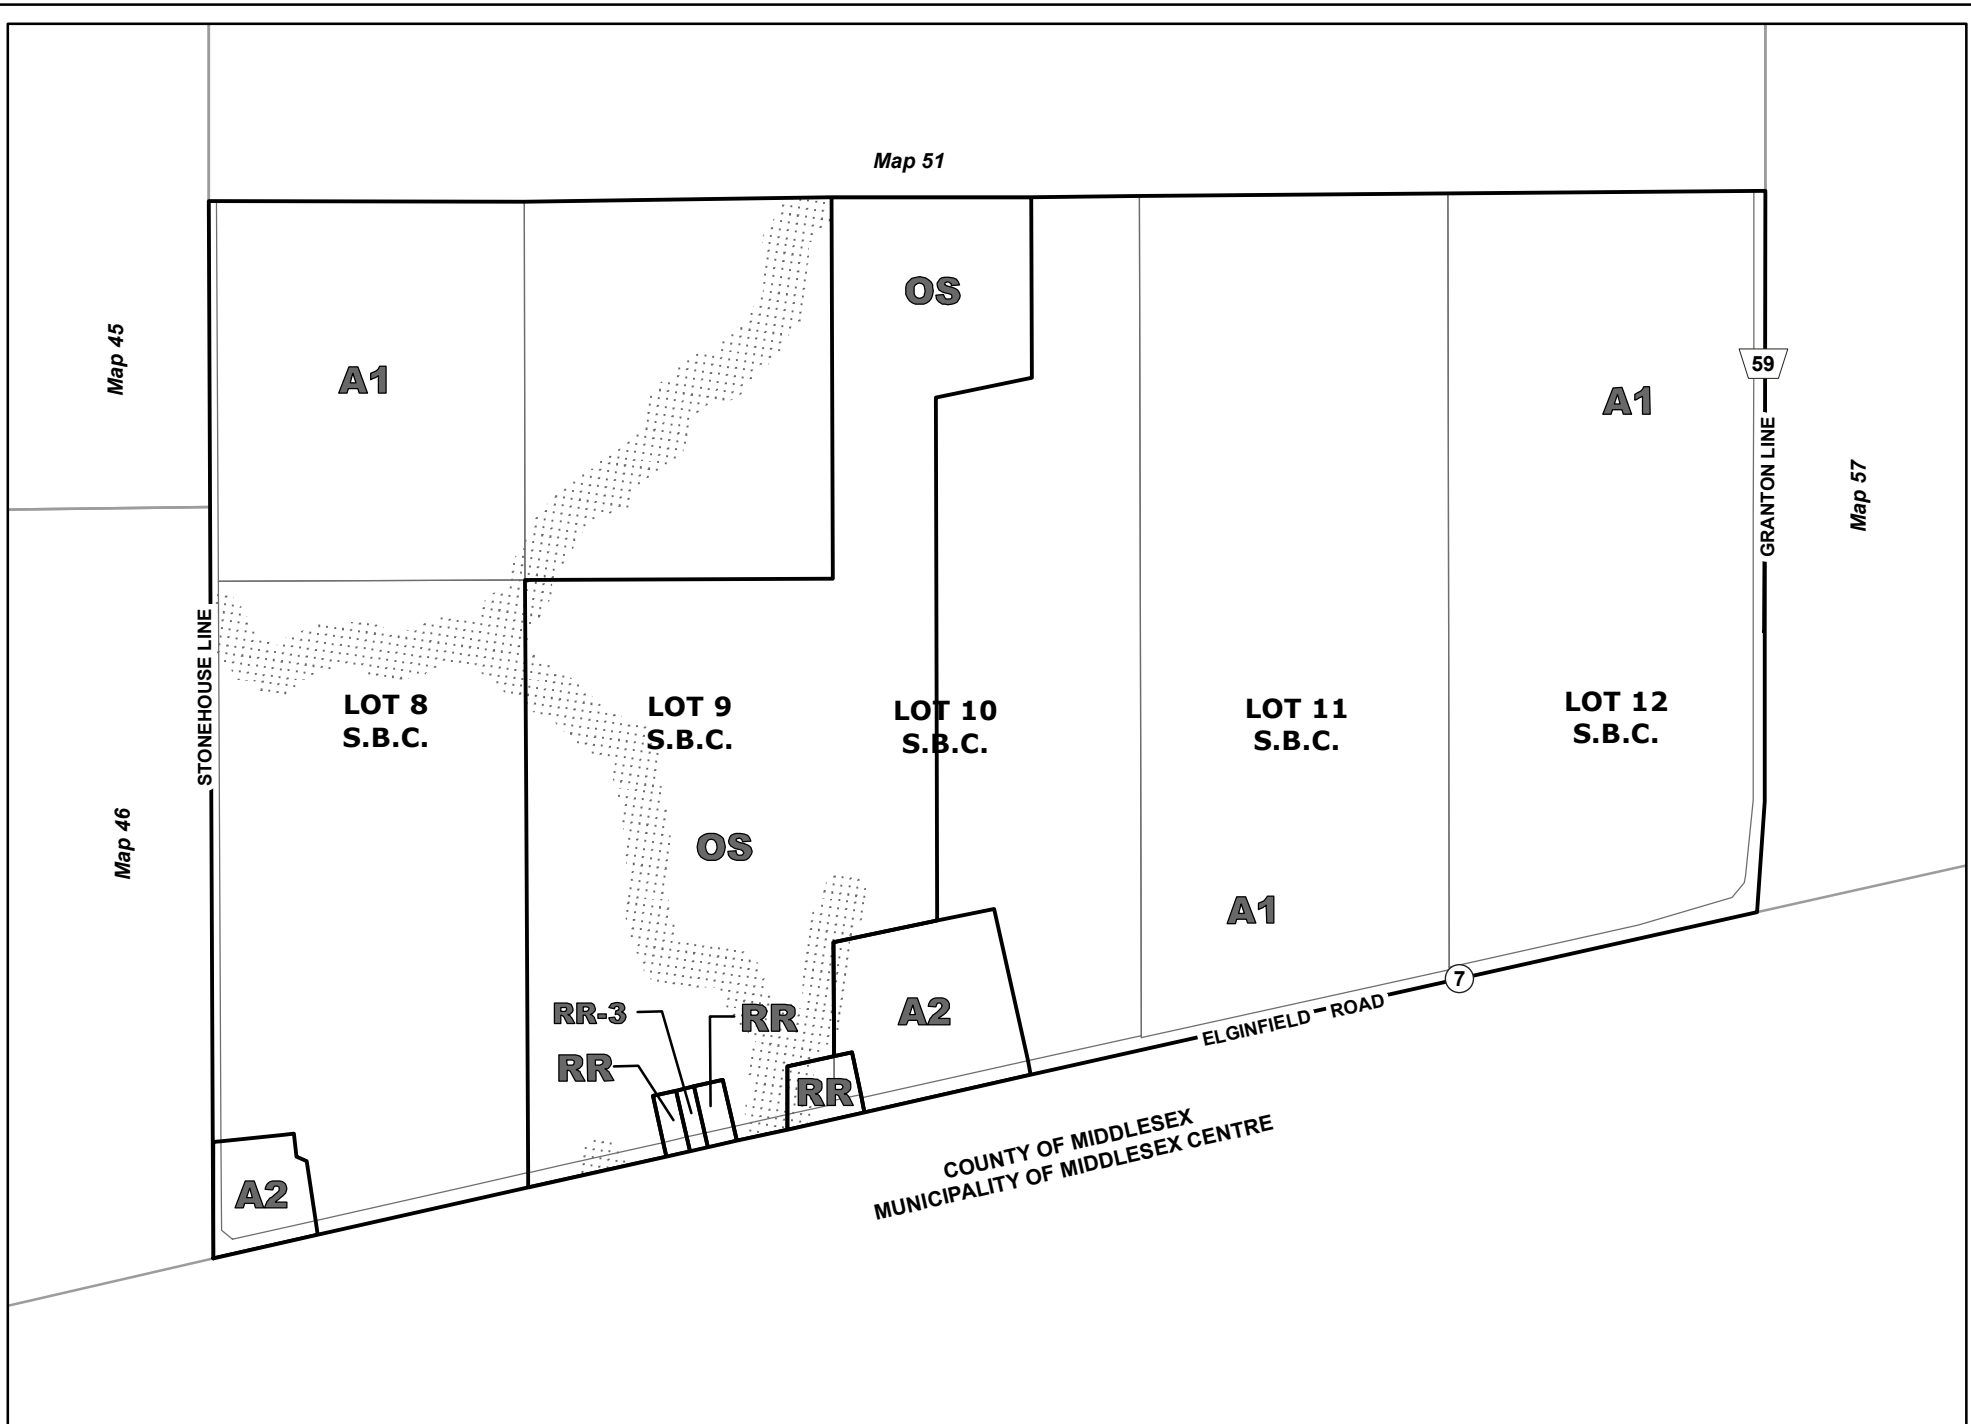 Map 51
OS
Map 45
A1
59
A1
GRANTON LINE
Map 57
STONEHOUSE LINE
LOT 8
S.B.C.
LOT 9
S.B.C.
LOT 10
S.B.C.
LOT 11
S.B.C.
LOT 12
S.B.C.
Map 46
OS
A1
7
RR-3
RR
A2
ELGINFIELD ROAD
RR
RR
A2
COUNTY OF MIDDLESEX
MUNICIPALITY OF MIDDLESEX CENTRE